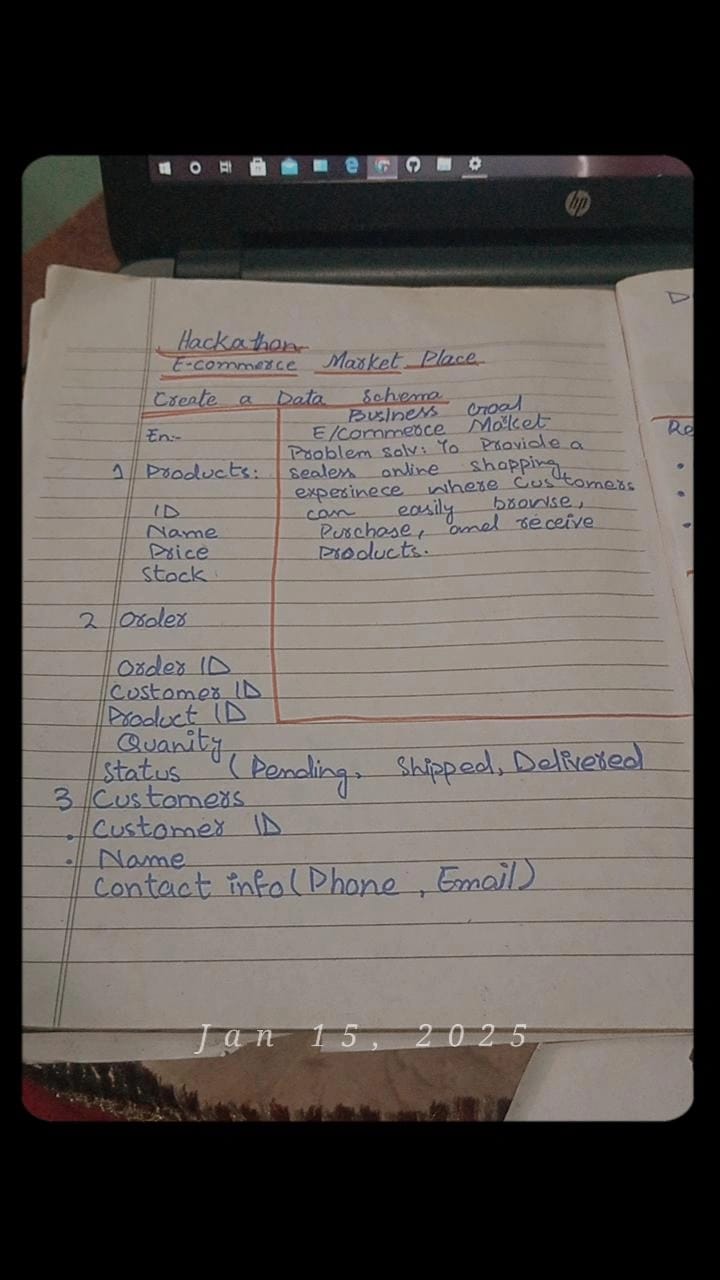 hp
Hackathon
E-commerce Market Place
Create a Data Schema
En:-
1 Products:
ID
Name
Price
Stock
Business Goal
E/Commerce Market
Problem solv: To Provide a
sealess online shopping
experinece where Customers
can easily browse,
Purchase, and receive
Products.
2 Order
Order ID
Customer ID
Product ID
Quanity
Status (Pending, Shipped, Delivered
3 Customers
. Customer ID
. Name
Contact info (Phone, Email)
D
Re
Jan 15, 2025